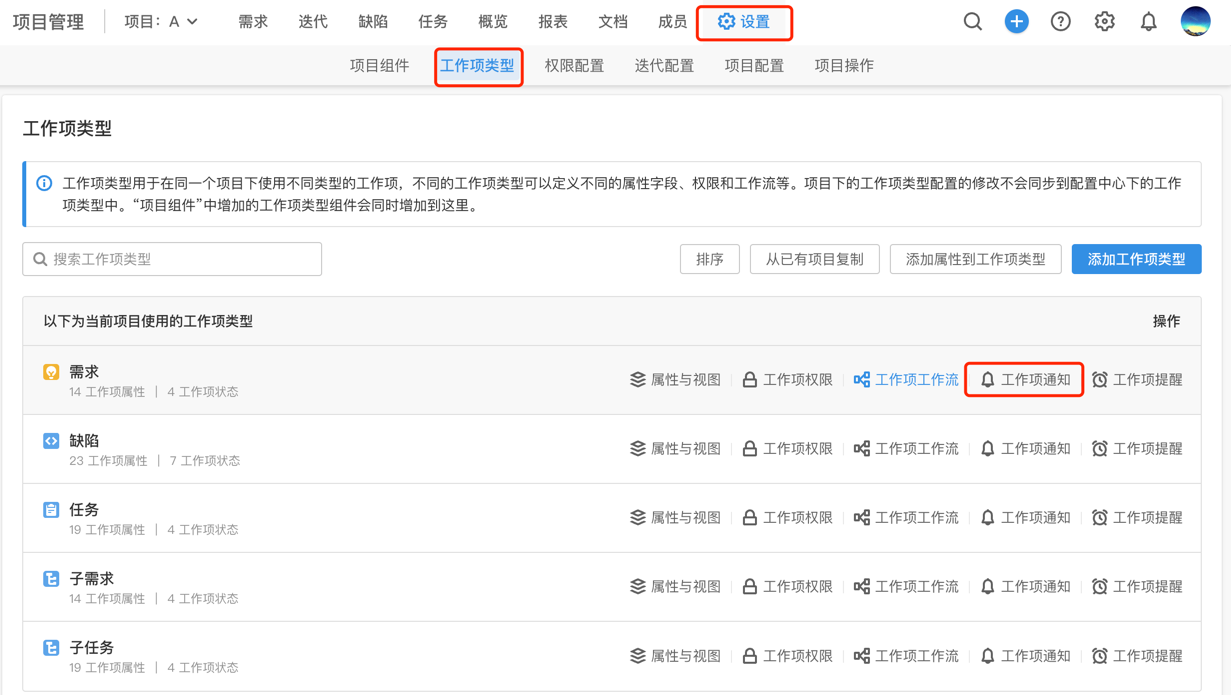 项目管理 项目：A 需求 迭代 缺陷 任务 概览 报表 文档 成员 设置
项目组件 工作项类型 权限配置 迭代配置 项目配置 项目操作
工作项类型
工作项类型用于在同一个项目下使用不同类型的工作项，不同的工作项类型可以定义不同的属性字段、权限和工作流等。项目下的工作项类型配置的修改不会同步到配置中心下的工作
项类型中。“项目组件”中增加的工作项类型组件会同时增加到这里。
搜索工作项类型 排序 从已有项目复制 添加属性到工作项类型 添加工作项类型
以下为当前项目使用的工作项类型 操作
需求 属性与视图 工作项权限 工作项工作流 工作项通知 工作项提醒
14 工作项属性 | 4 工作项状态
缺陷 属性与视图 工作项权限 工作项工作流 工作项通知 工作项提醒
23 工作项属性 | 7 工作项状态
任务 属性与视图 工作项权限 工作项工作流 工作项通知 工作项提醒
19 工作项属性 | 4 工作项状态
子需求 属性与视图 工作项权限 工作项工作流 工作项通知 工作项提醒
14 工作项属性 | 4 工作项状态
子任务 属性与视图 工作项权限 工作项工作流 工作项通知 工作项提醒
19 工作项属性 | 4 工作项状态